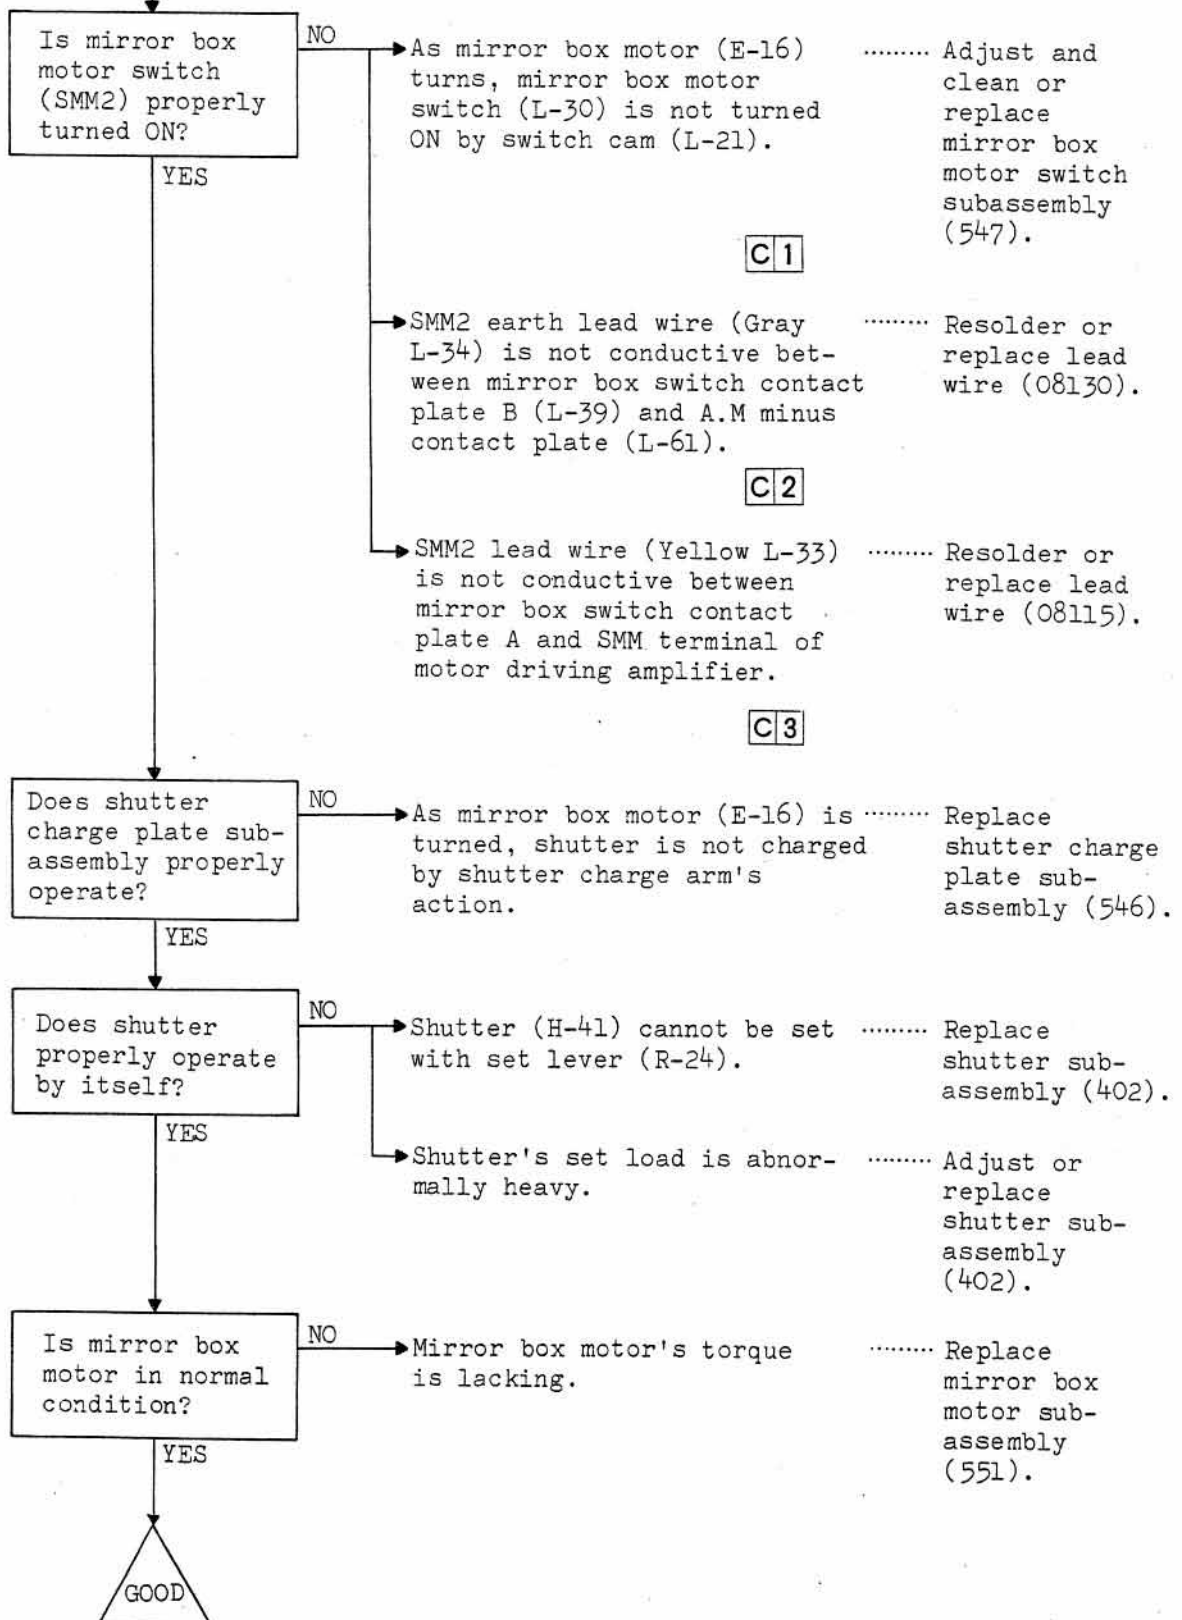 Is mirror box
motor switch
(SMM2) properly
turned ON?
NO
YES
As mirror box motor (E-16)
turns, mirror box motor
switch (L-30) is not turned
ON by switch cam (L-21).
......... Adjust and
clean or
replace
mirror box
motor switch
subassembly
(547).
C 1
SMM2 earth lead wire (Gray
L-34) is not conductive bet-
ween mirror box switch contact
plate B (L-39) and A.M minus
contact plate (L-61).
......... Resolder or
replace lead
wire (08130).
C 2
SMM2 lead wire (Yellow L-33)
is not conductive between
mirror box switch contact
plate A and SMM terminal of
motor driving amplifier.
......... Resolder or
replace lead
wire (08115).
C 3
Does shutter
charge plate sub-
assembly properly
operate?
NO
YES
As mirror box motor (E-16) is
turned, shutter is not charged
by shutter charge arm's
action.
......... Replace
shutter charge
plate sub-
assembly (546).
Does shutter
properly operate
by itself?
NO
YES
Shutter (H-41) cannot be set
with set lever (R-24).
......... Replace
shutter sub-
assembly (402).
Shutter's set load is abnor-
mally heavy.
......... Adjust or
replace
shutter sub-
assembly
(402).
Is mirror box
motor in normal
condition?
NO
YES
Mirror box motor's torque
is lacking.
......... Replace
mirror box
motor sub-
assembly
(551).
GOOD